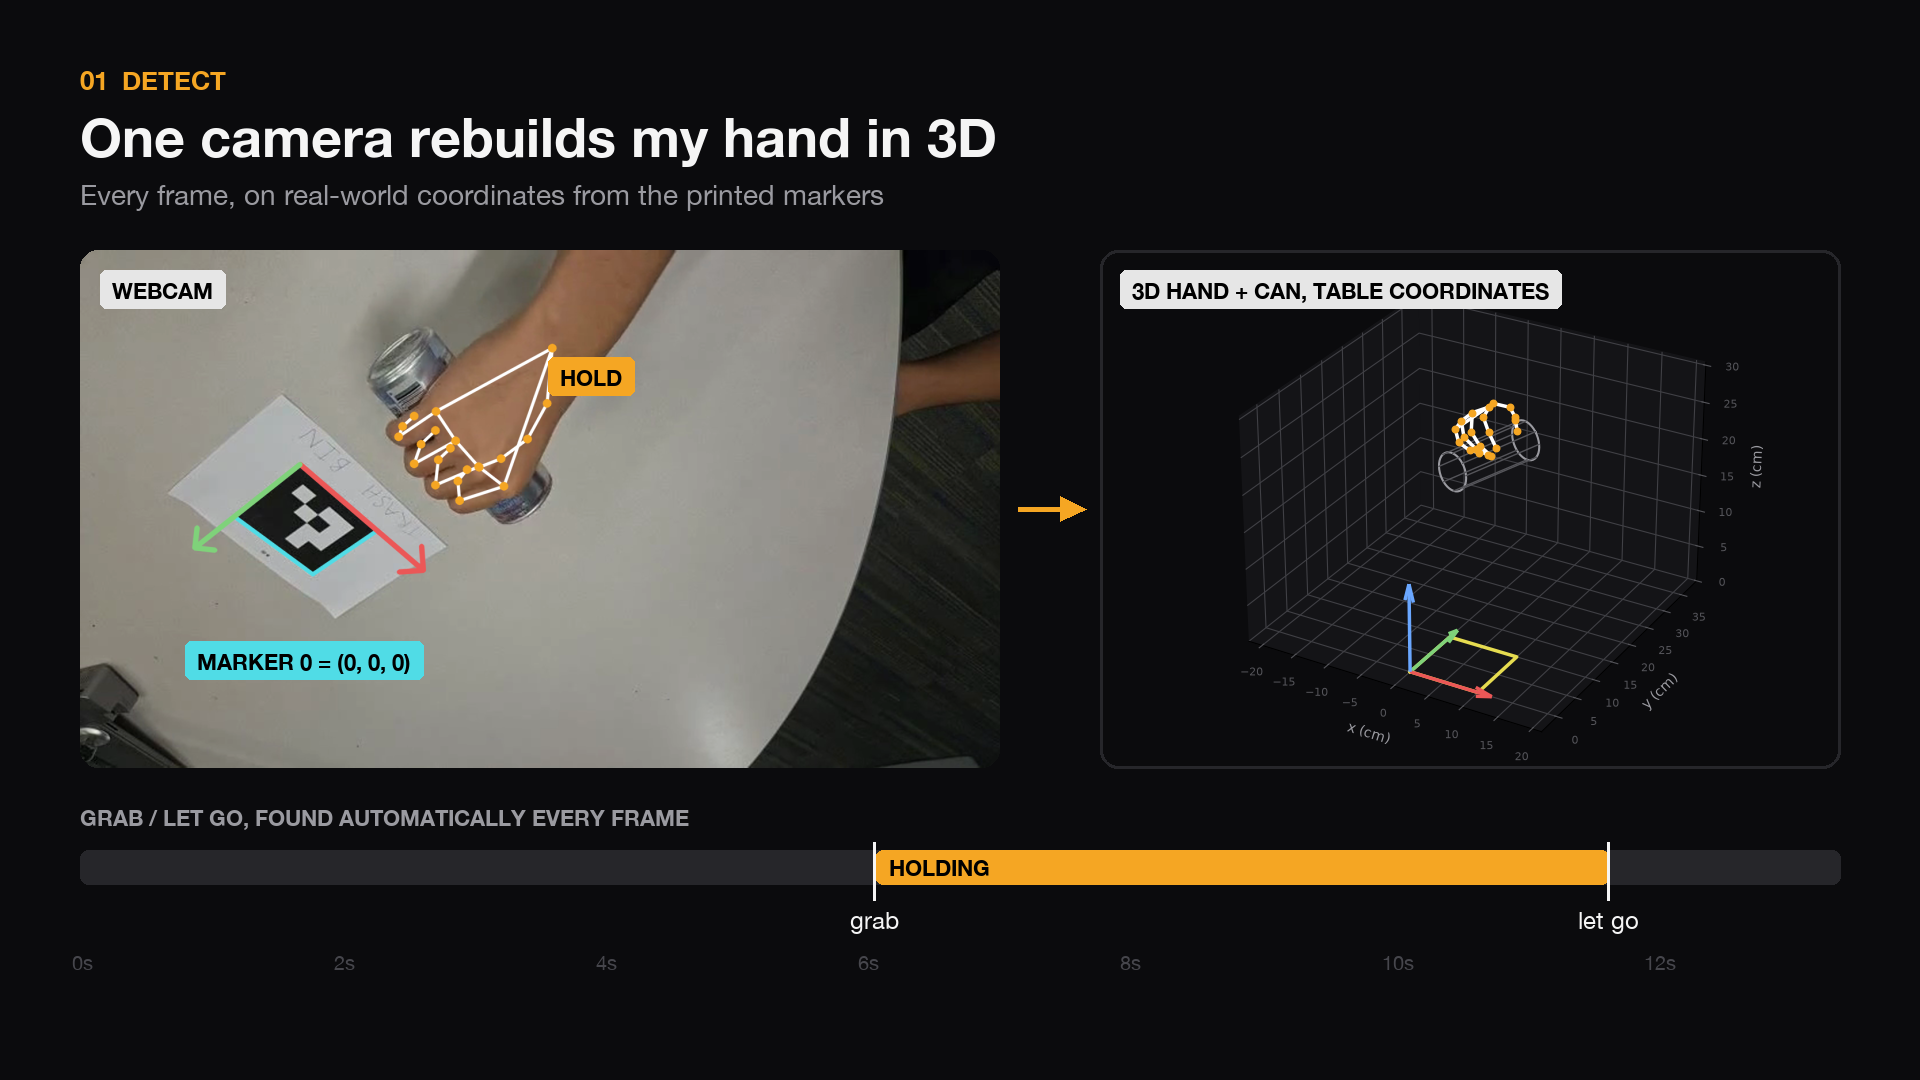 01 DETECT
One camera rebuilds my hand in 3D
Every frame, on real-world coordinates from the printed markers
WEBCAM
HOLD
BIN
TRASH
MARKER 0 = (0, 0, 0)
3D HAND + CAN, TABLE COORDINATES
30
25
20
15
10
5
0
z (cm)
35
30
25
20
15
10
5
0
y (cm)
−20
−15
−10
−5
0
5
10
15
20
x (cm)
GRAB / LET GO, FOUND AUTOMATICALLY EVERY FRAME
HOLDING
grab
let go
0s
2s
4s
6s
8s
10s
12s